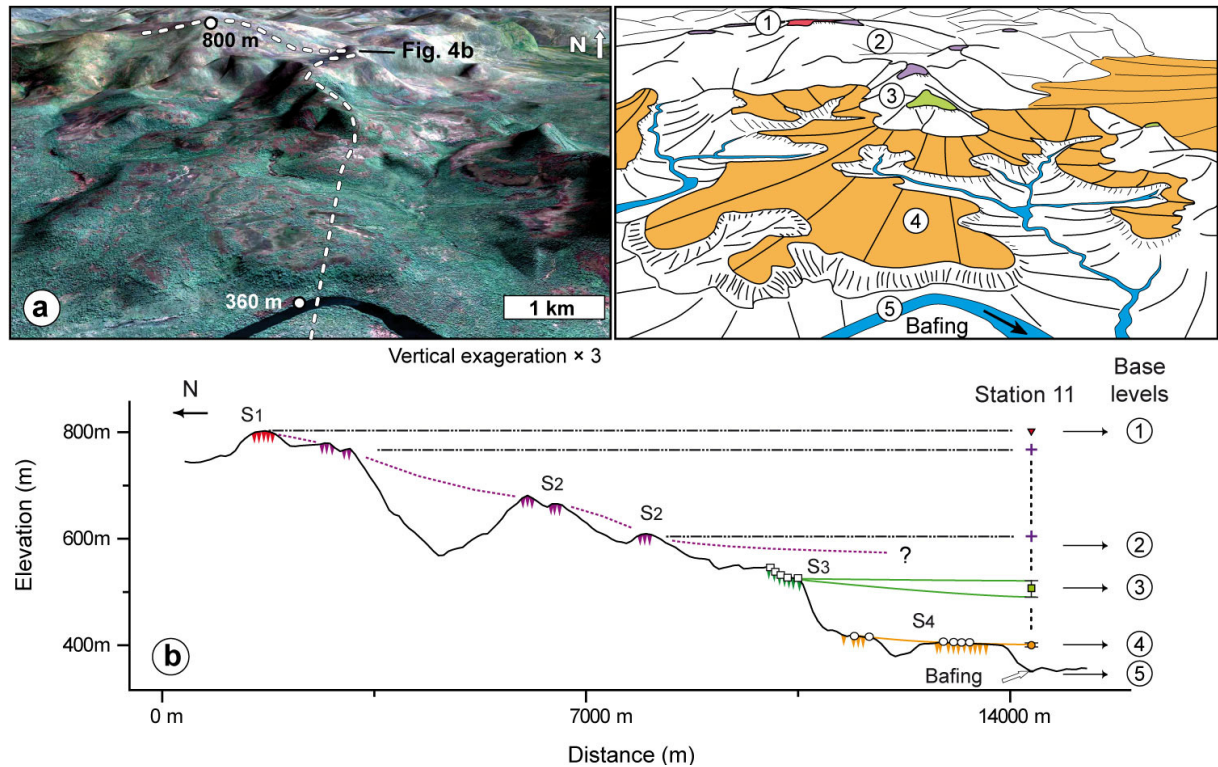 800 m
Fig. 4b
N
360 m
a
1 km
Vertical exageration × 3
1
2
3
4
5
Bafing
N
Station 11
Base
levels
S1
S2
S2
S3
S4
?
Bafing
b
1
2
3
4
5
Elevation (m)
800m
600m
400m
0 m
7000 m
14000 m
Distance (m)